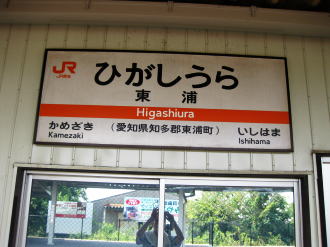 JR
ひがしうら
東浦
Higashiura
かめざき (愛知県知多郡東浦町) いしはま
Kamezaki Ishihama